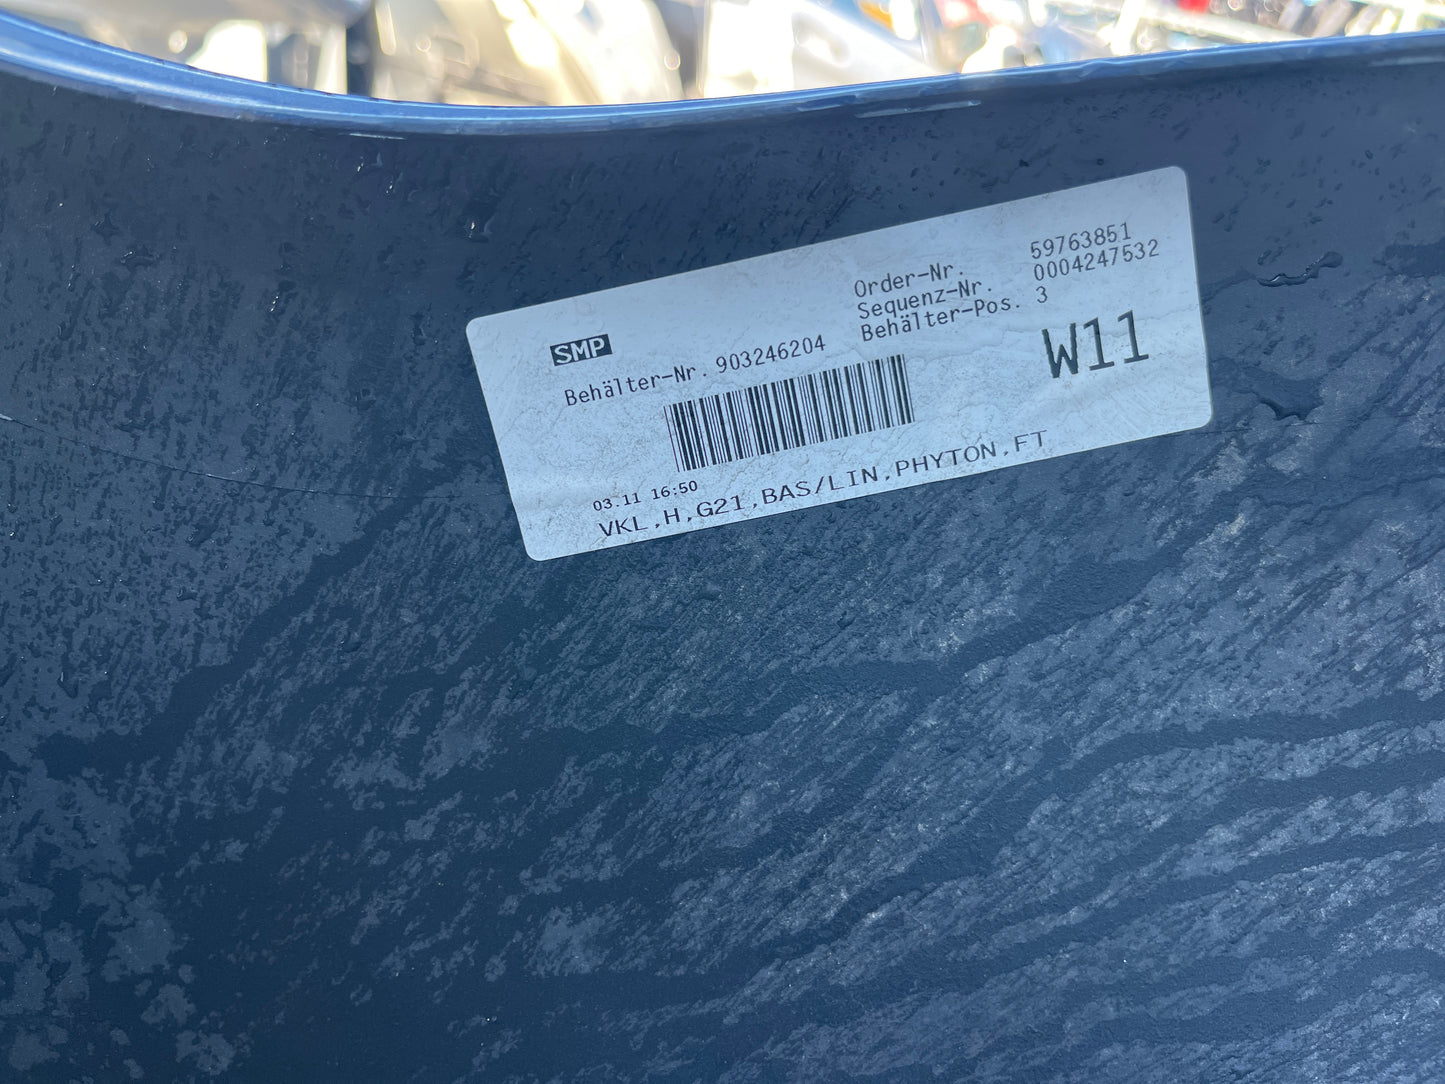 SMP
Behälter-Nr. 903246204
Order-Nr. 59763851
Sequenz-Nr. 0004247532
Behälter-Pos. 3
W11
03.11 16:50
VKL,H,G21,BAS/LIN,PHYTON,FT